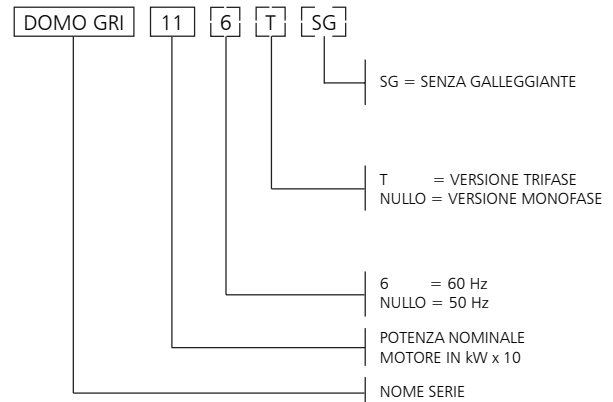 DOMO GRI 11 6 T SG
SG = SENZA GALLEGGIANTE
T = VERSIONE TRIFASE
NULLO = VERSIONE MONOFASE
6 = 60 Hz
NULLO = 50 Hz
POTENZA NOMINALE
MOTORE IN kW x 10
NOME SERIE